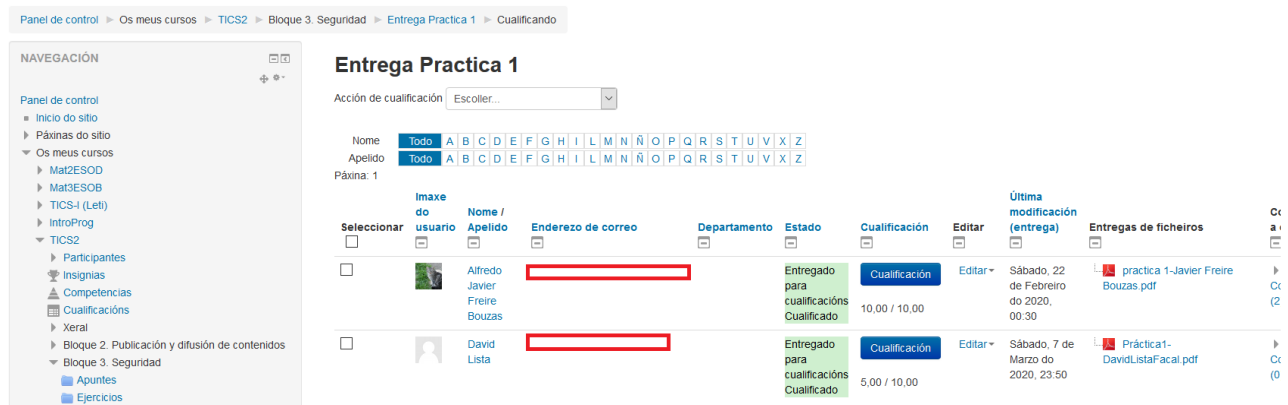 Panel de control ▶ Os meus cursos ▶ TICS2 ▶ Bloque 3. Seguridad ▶ Entrega Practica 1 ▶ Cualificando
NAVEGACIÓN
Panel de control
Inicio do sitio
Páxinas do sitio
Os meus cursos
Mat2ESOD
Mat3ESOB
TICS-I (Leti)
IntroProg
TICS2
Participantes
Insignias
Competencias
Cualificacións
Xeral
Bloque 2. Publicación y difusión de contenidos
Bloque 3. Seguridad
Apuntes
Ejercicios
Entrega Practica 1
Acción de cualificación Escoller...
Nome Todo A B C D E F G H I L M N Ñ O P Q R S T U V X Z
Apelido Todo A B C D E F G H I L M N Ñ O P Q R S T U V X Z
Páxina: 1
Seleccionar
Imaxe
do
usuario
Nome /
Apelido
Enderezo de correo
Departamento
Estado
Cualificación
Editar
Última
modificación
(entrega)
Entregas de ficheiros
Co
a e
Alfredo
Javier
Freire
Bouzas
Entregado
para
cualificacións
Cualificado
Cualificación
10,00 / 10,00
Editar
Sábado, 22
de Febreiro
do 2020,
00:30
practica 1-Javier Freire
Bouzas.pdf
Co
(2
David
Lista
Entregado
para
cualificacións
Cualificado
Cualificación
5,00 / 10,00
Editar
Sábado, 7 de
Marzo do
2020, 23:50
Práctica1-
DavidListaFacal.pdf
Co
(0